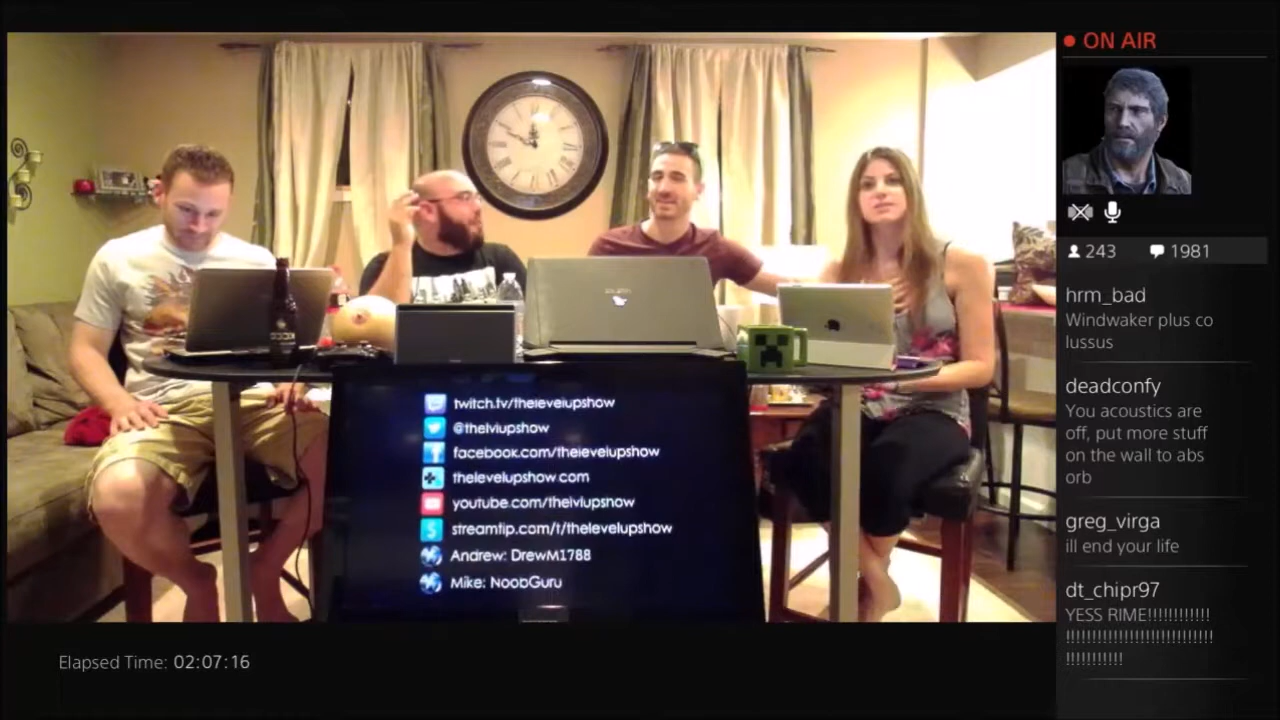 ON AIR
243 1981
hrm_bad
Windwaker plus co
lussus
deadconfy
You acoustics are
off, put more stuff
on the wall to abs
orb
greg_virga
ill end your life
dt_chipr97
YESS RIME!!!!!!!!!!!!!
!!!!!!!!!!!!!!!!!!!!!!!!!!!!!
!!!!!!!!!!!!
twitch.tv/thelevelupshow
@thelvlupshow
facebook.com/thelevelupshow
thelevelupshow.com
youtube.com/thelvlupshow
streamtip.com/t/thelevelupshow
Andrew: DrewM1788
Mike: NoobGuru
Elapsed Time: 02:07:16